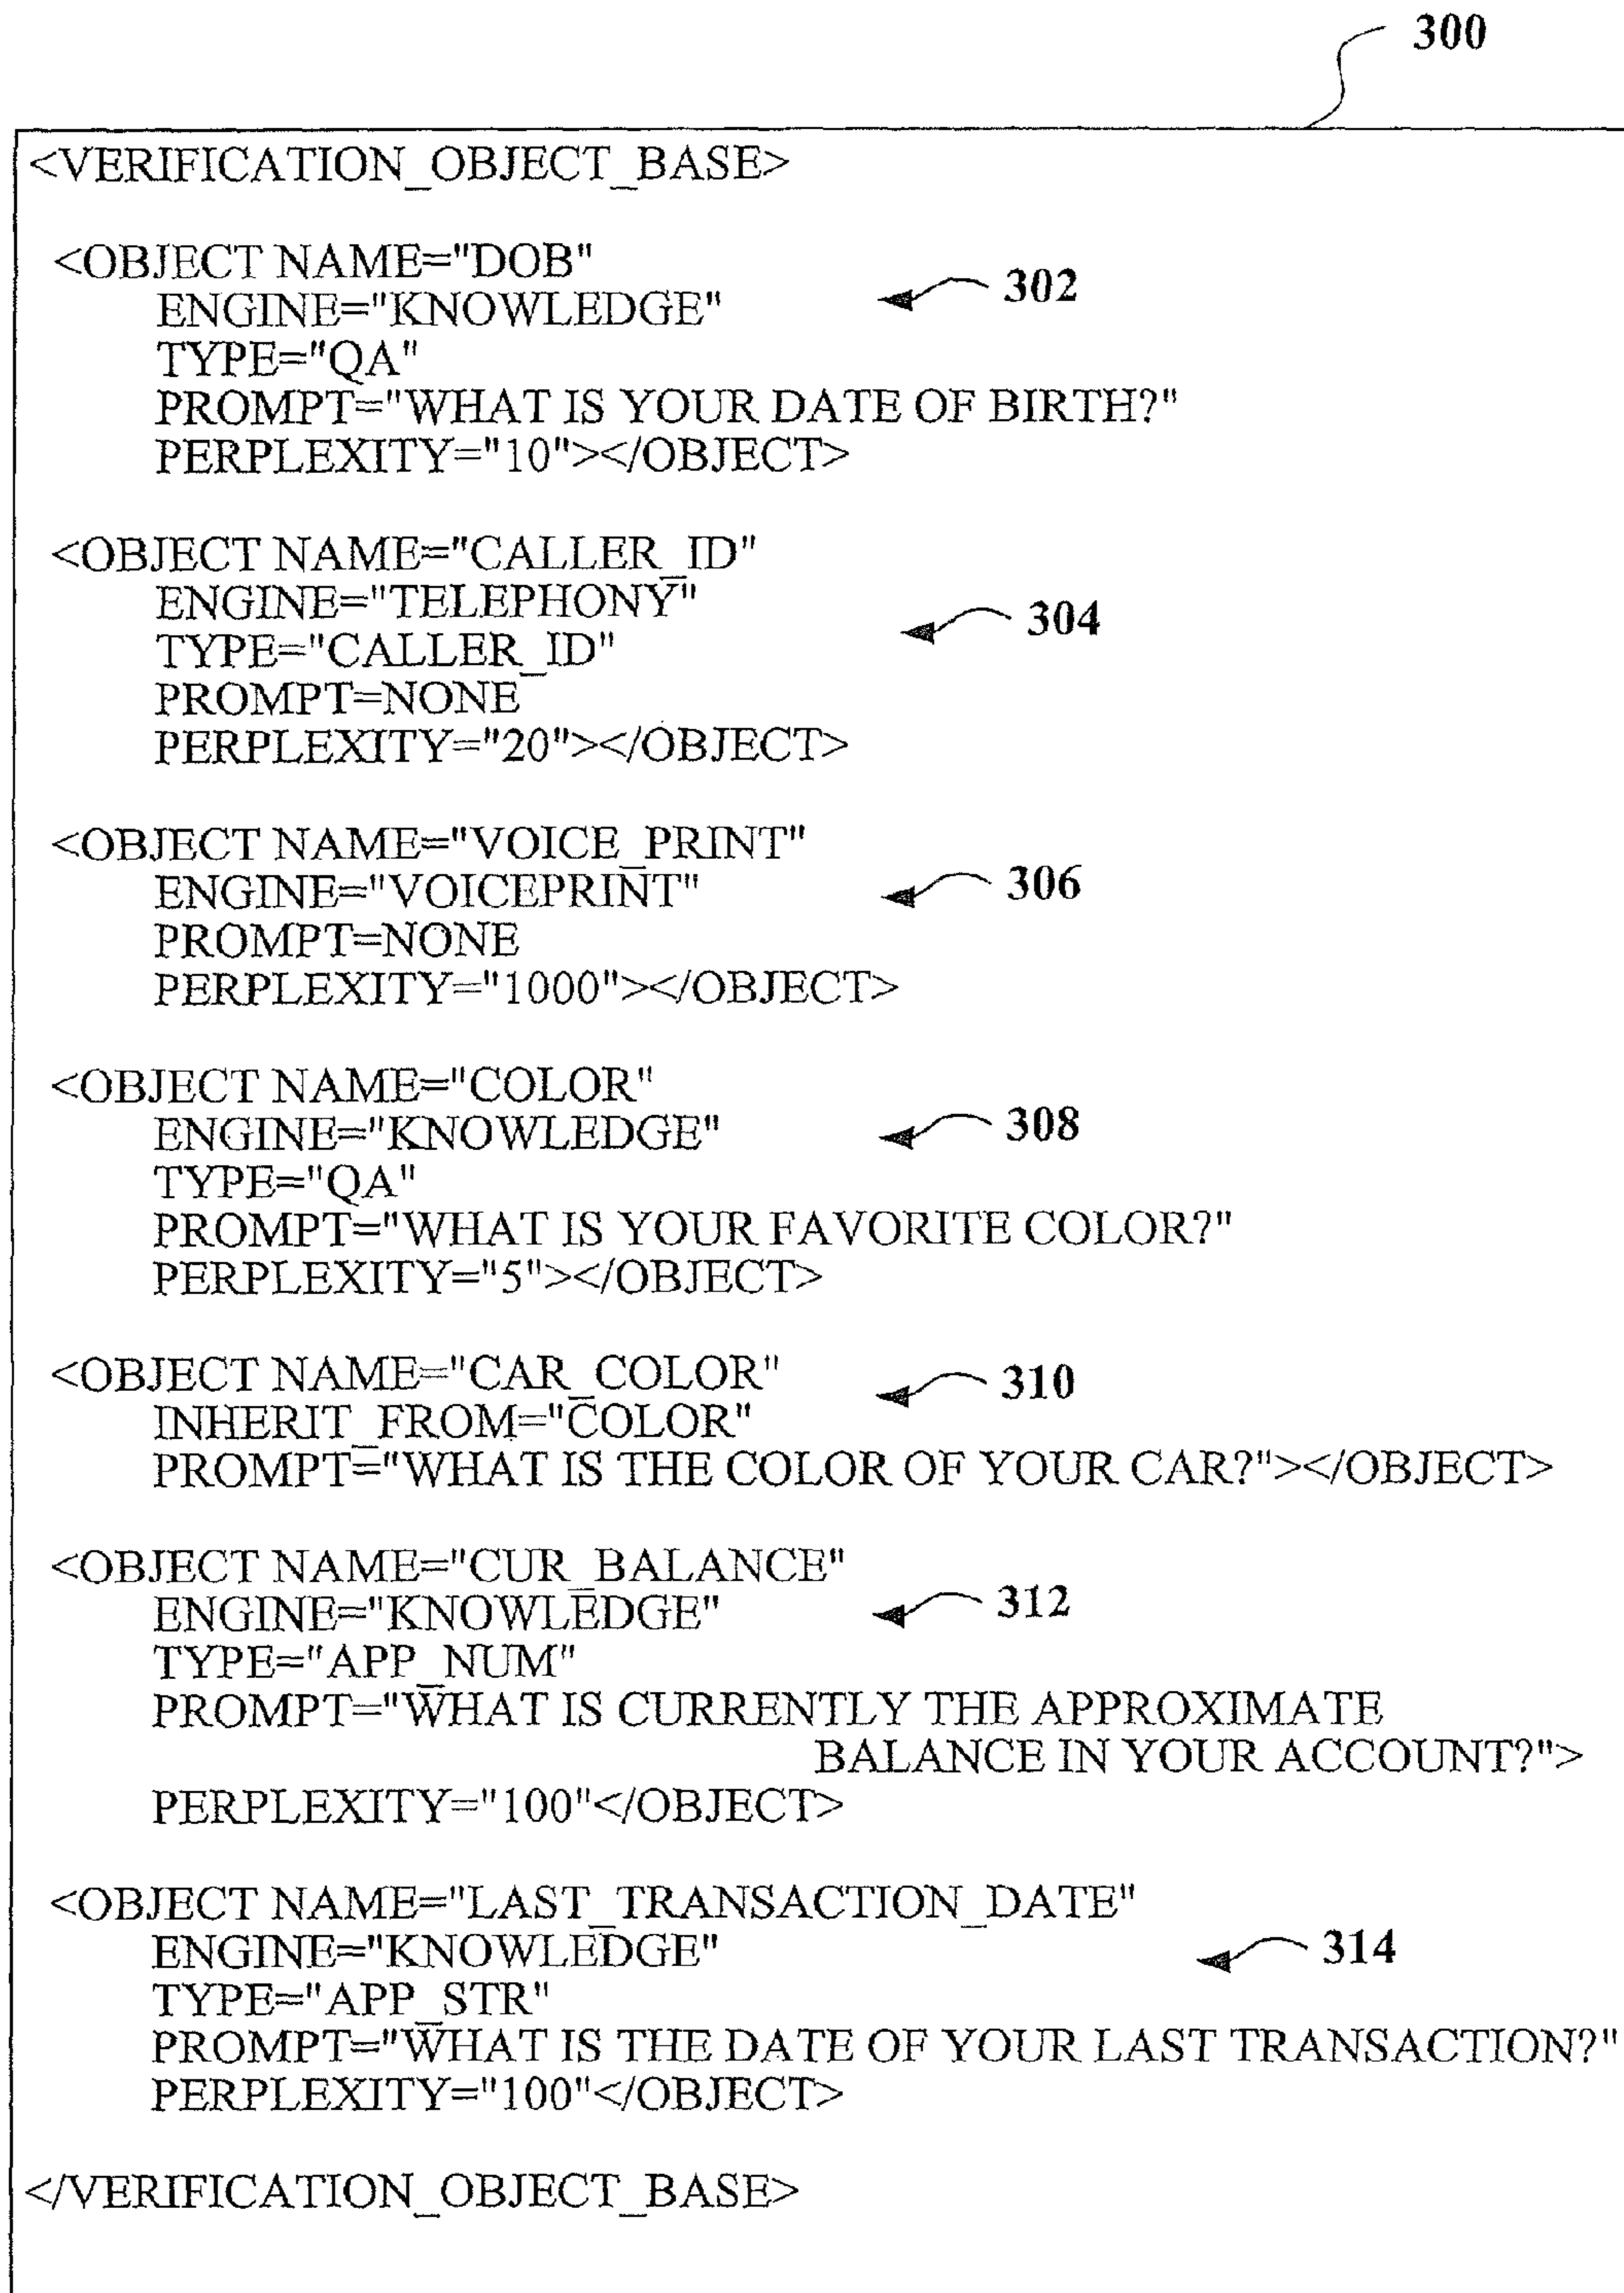 300
<VERIFICATION_OBJECT_BASE>
<OBJECT NAME="DOB"
ENGINE="KNOWLEDGE"
302
TYPE="QA"
PROMPT="WHAT IS YOUR DATE OF BIRTH?"
PERPLEXITY="10"></OBJECT>
<OBJECT NAME="CALLER_ID"
ENGINE="TELEPHONY"
304
TYPE="CALLER_ID"
PROMPT=NONE
PERPLEXITY="20"></OBJECT>
<OBJECT NAME="VOICE_PRINT"
ENGINE="VOICEPRINT"
306
PROMPT=NONE
PERPLEXITY="1000"></OBJECT>
<OBJECT NAME="COLOR"
ENGINE="KNOWLEDGE"
308
TYPE="QA"
PROMPT="WHAT IS YOUR FAVORITE COLOR?"
PERPLEXITY="5"></OBJECT>
<OBJECT NAME="CAR_COLOR"
310
INHERIT_FROM="COLOR"
PROMPT="WHAT IS THE COLOR OF YOUR CAR?"></OBJECT>
<OBJECT NAME="CUR_BALANCE"
ENGINE="KNOWLEDGE"
312
TYPE="APP_NUM"
PROMPT="WHAT IS CURRENTLY THE APPROXIMATE
BALANCE IN YOUR ACCOUNT?">
PERPLEXITY="100"</OBJECT>
<OBJECT NAME="LAST_TRANSACTION_DATE"
ENGINE="KNOWLEDGE"
314
TYPE="APP_STR"
PROMPT="WHAT IS THE DATE OF YOUR LAST TRANSACTION?"
PERPLEXITY="100"</OBJECT>
</VERIFICATION_OBJECT_BASE>